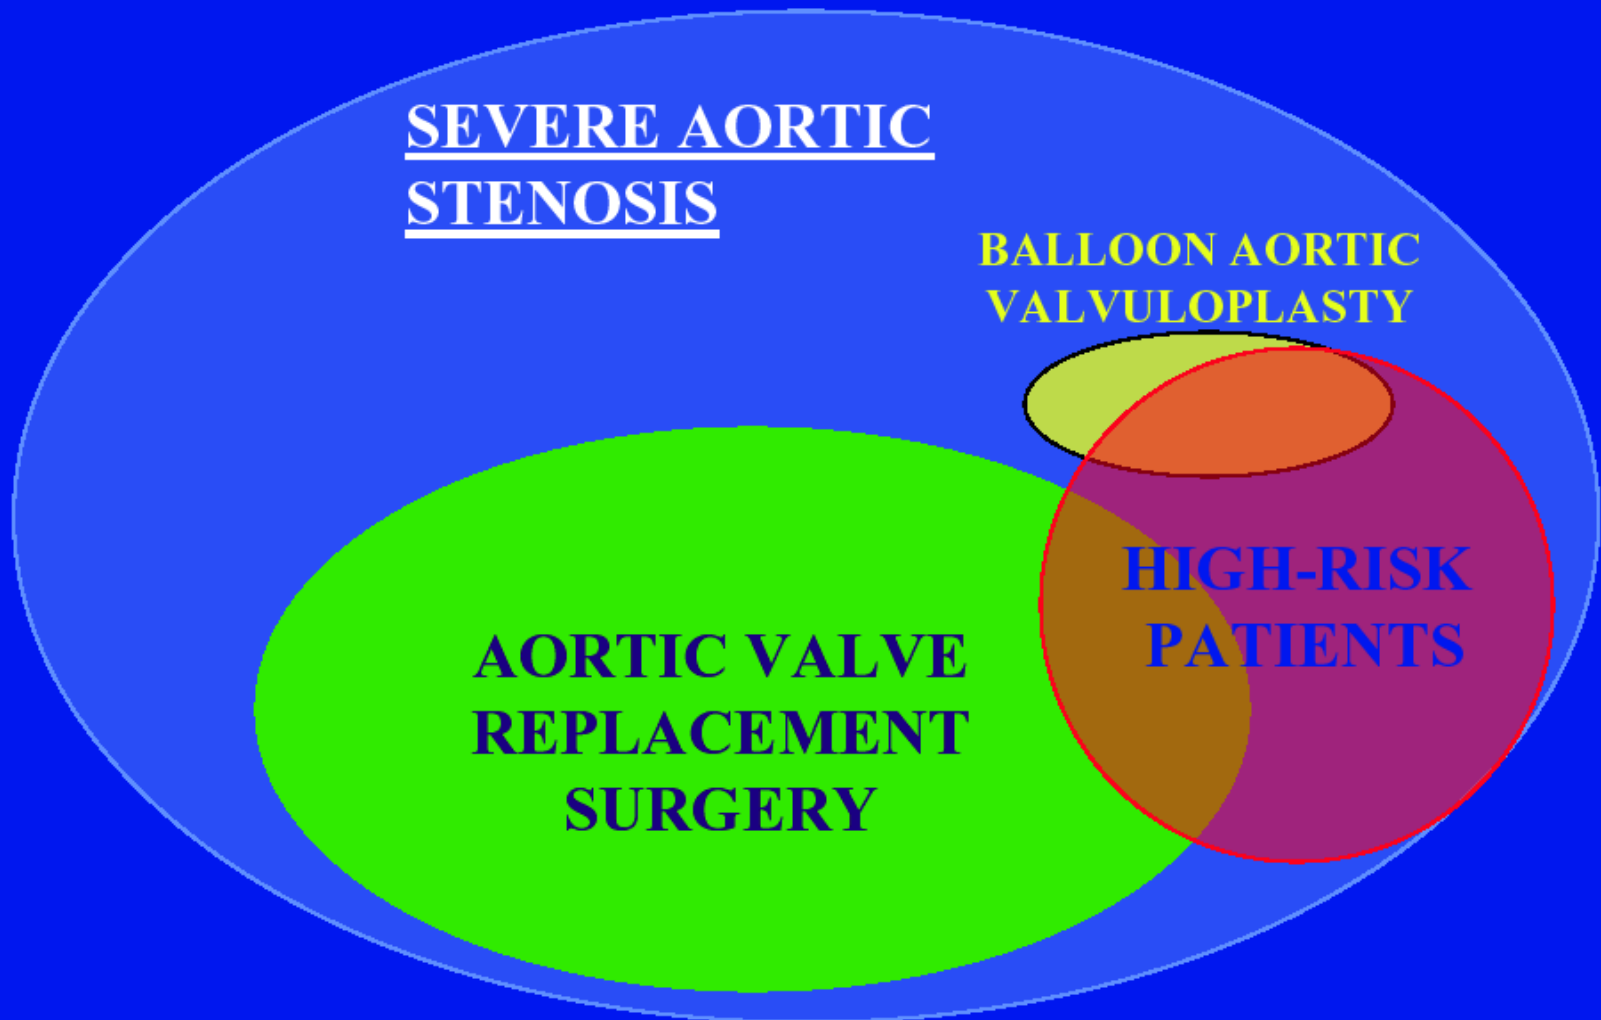 SEVERE AORTIC
STENOSIS
BALLOON AORTIC
VALVULOPLASTY
HIGH-RISK
PATIENTS
AORTIC VALVE
REPLACEMENT
SURGERY